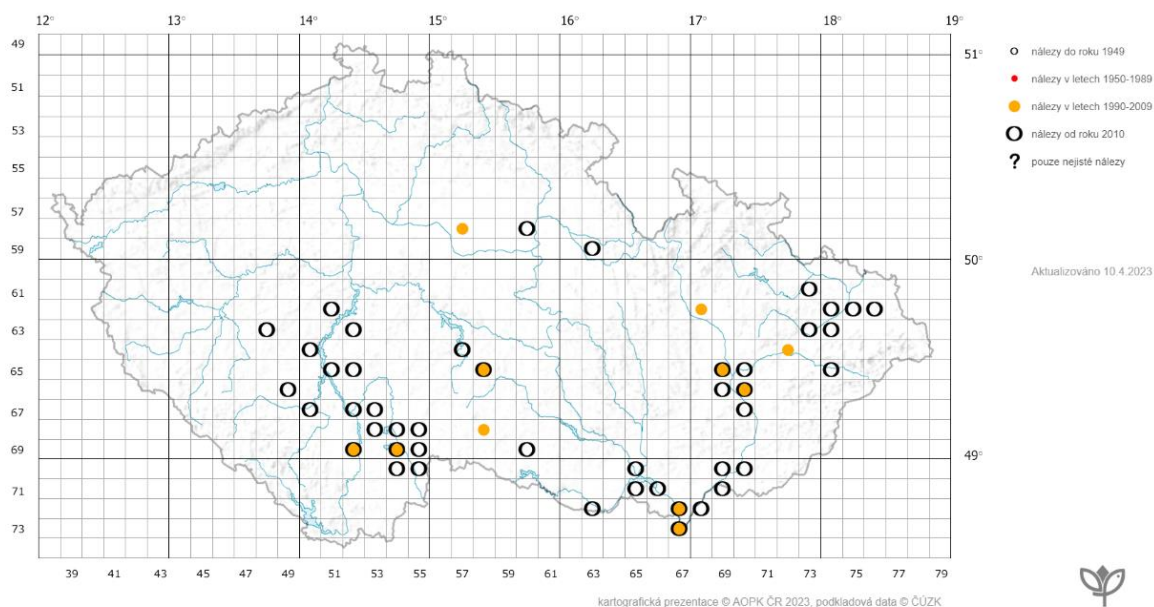 12° 13° 14° 15° 16° 17° 18° 19°
49
51°
51
53
55
57
59
50°
61
63
65
67
69
49°
71
73
39 41 43 45 47 49 51 53 55 57 59 61 63 65 67 69 71 73 75 77 79
nálezy do roku 1949
nálezy v letech 1950-1989
nálezy v letech 1990-2009
nálezy od roku 2010
? pouze nejisté nálezy
Aktualizováno 10.4.2023
kartografická prezentace © AOPK ČR 2023, podkladová data © ČÚZK